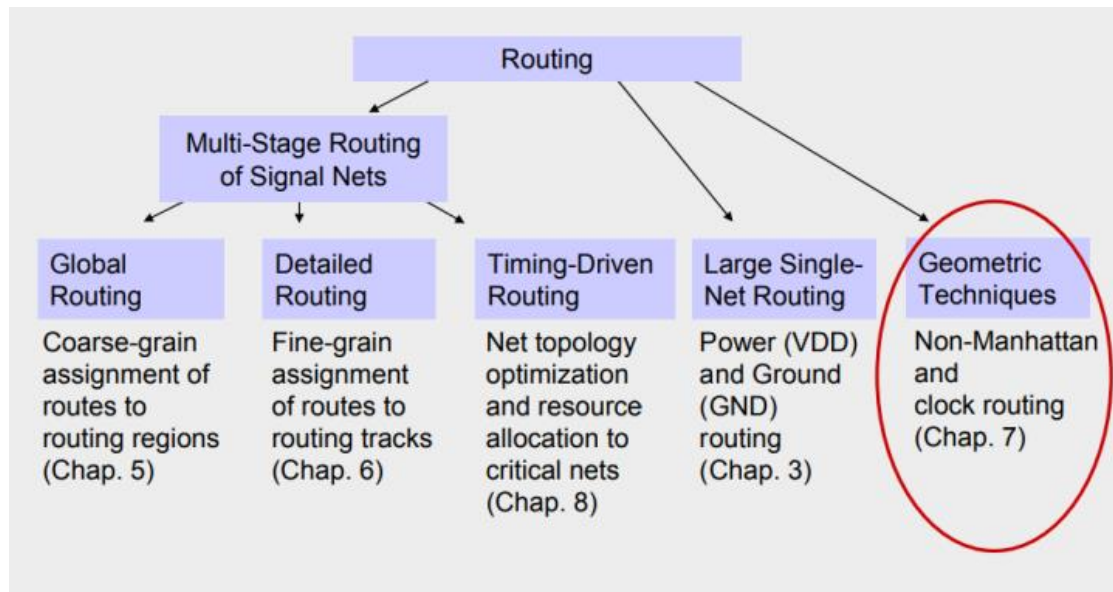 Routing
Multi-Stage Routing
of Signal Nets
Global
Routing
Coarse-grain
assignment of
routes to
routing regions
(Chap. 5)
Detailed
Routing
Fine-grain
assignment
of routes to
routing tracks
(Chap. 6)
Timing-Driven
Routing
Net topology
optimization
and resource
allocation to
critical nets
(Chap. 8)
Large Single-
Net Routing
Power (VDD)
and Ground
(GND)
routing
(Chap. 3)
Geometric
Techniques
Non-Manhattan
and
clock routing
(Chap. 7)